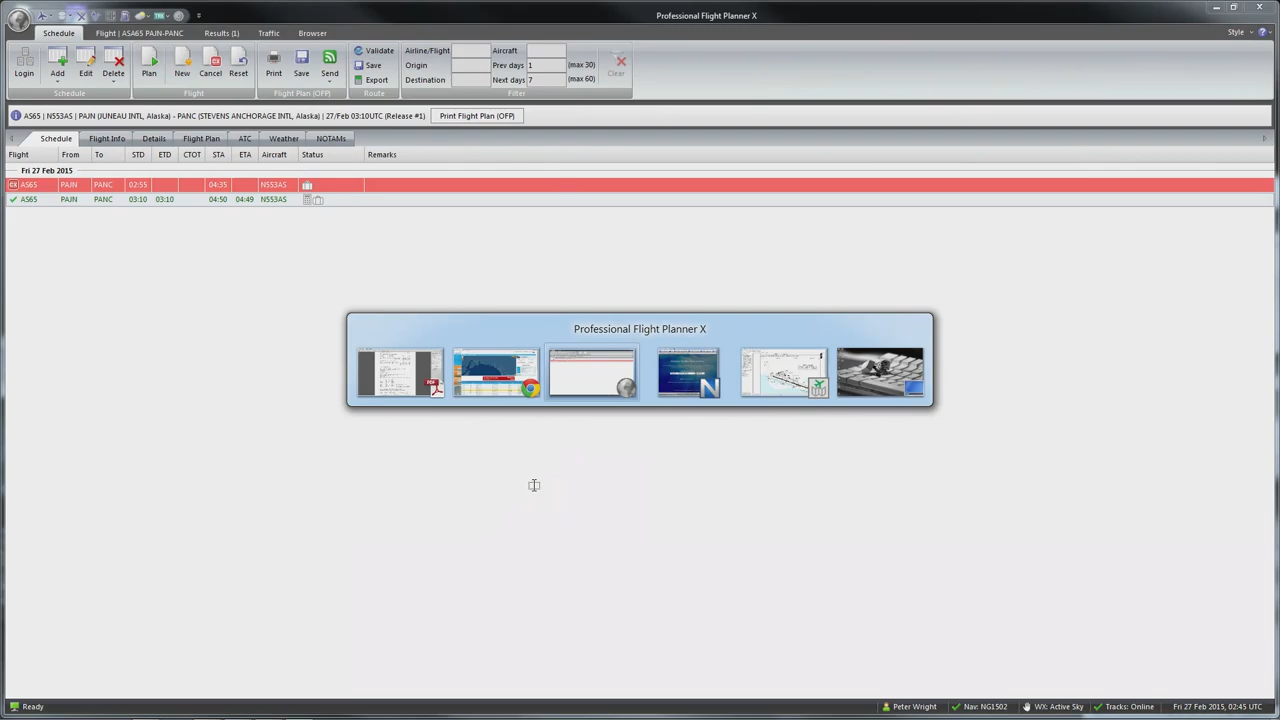 Professional Flight Planner X
Schedule Flight | ASA65 PAJN-PANC Results (1) Traffic Browser Style
Login Add Edit Delete Plan New Cancel Reset Print Save Send
Validate
Save
Export
Airline/Flight Aircraft
Origin Prev days 1 (max 30)
Destination Next days 7 (max 60)
Clear
Schedule Flight Flight Plan (OFP) Route Filter
AS65 | N553AS | PAJN (JUNEAU INTL, Alaska) - PANC (STEVENS ANCHORAGE INTL, Alaska) | 27/Feb 03:10UTC (Release #1) Print Flight Plan (OFP)
Schedule Flight Info Details Flight Plan ATC Weather NOTAMs
Flight From To STD ETD CTOT STA ETA Aircraft Status Remarks
Fri 27 Feb 2015
CX AS65 PAJN PANC 02:55 04:35 N553AS
AS65 PAJN PANC 03:10 03:10 04:50 04:49 N553AS
Professional Flight Planner X
PDF
N
Ready Peter Wright Nav: NG1502 WX: Active Sky Tracks: Online Fri 27 Feb 2015, 02:45 UTC